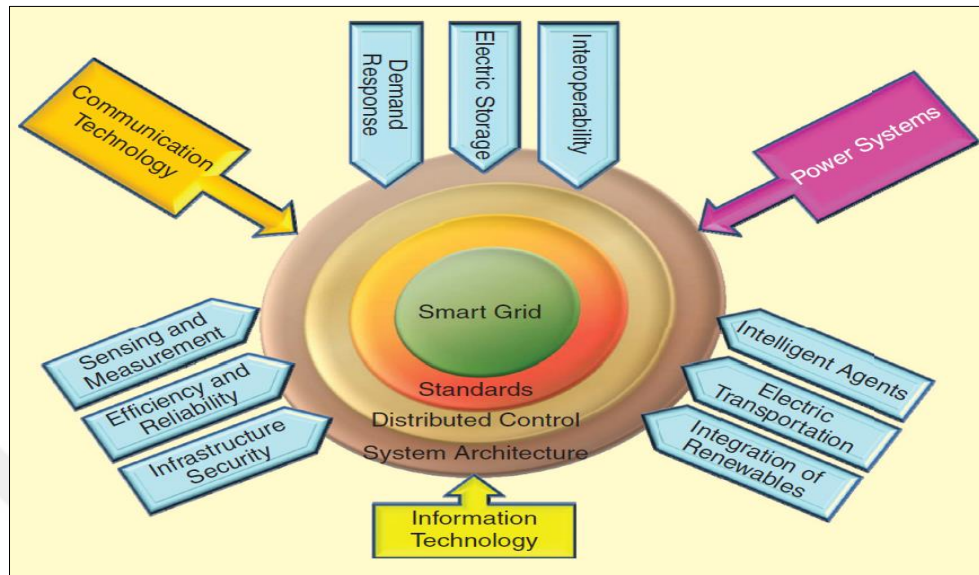 Communication
Technology
Demand
Response
Electric Storage
Interoperability
Power Systems
Sensing and
Measurement
Efficiency and
Reliability
Infrastructure
Security
Smart Grid
Standards
Distributed Control
System Architecture
Intelligent Agents
Electric
Transportation
Integration of
Renewables
Information
Technology